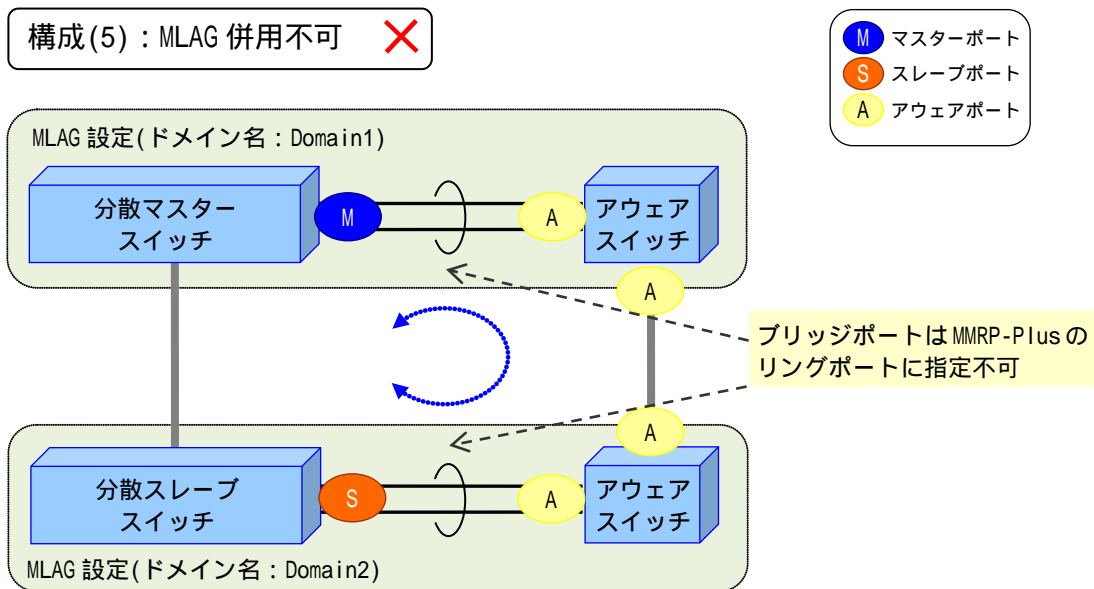 構成(5)：MLAG 併用不可
M マスターポート
S スレーブポート
A アウェアポート
MLAG 設定(ドメイン名：Domain1)
分散マスター
スイッチ
M
A
アウェア
スイッチ
A
ブリッジポートは MMRP-Plus の
リングポートに指定不可
A
分散スレーブ
スイッチ
S
A
アウェア
スイッチ
MLAG 設定(ドメイン名：Domain2)